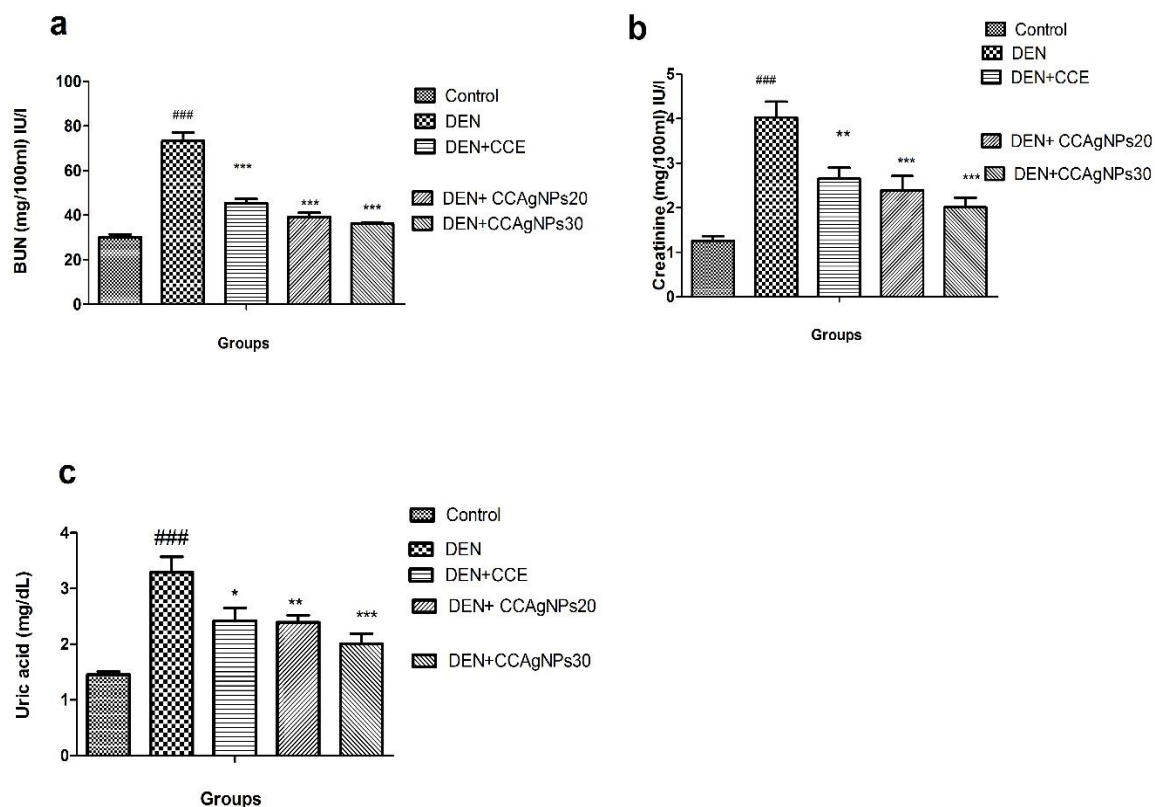 a
BUN (mg/100ml) IU/l
100
80
60
40
20
0
###
***
***
***
Groups
Control
DEN
DEN+CCE
DEN+ CCAgNPs20
DEN+CCAgNPs30
b
Creatinine (mg/100ml) IU/l
5
4
3
2
1
0
###
**
***
***
Groups
Control
DEN
DEN+CCE
DEN+ CCAgNPs20
DEN+CCAgNPs30
c
Uric acid (mg/dL)
4
3
2
1
0
###
*
**
***
Groups
Control
DEN
DEN+CCE
DEN+ CCAgNPs20
DEN+CCAgNPs30